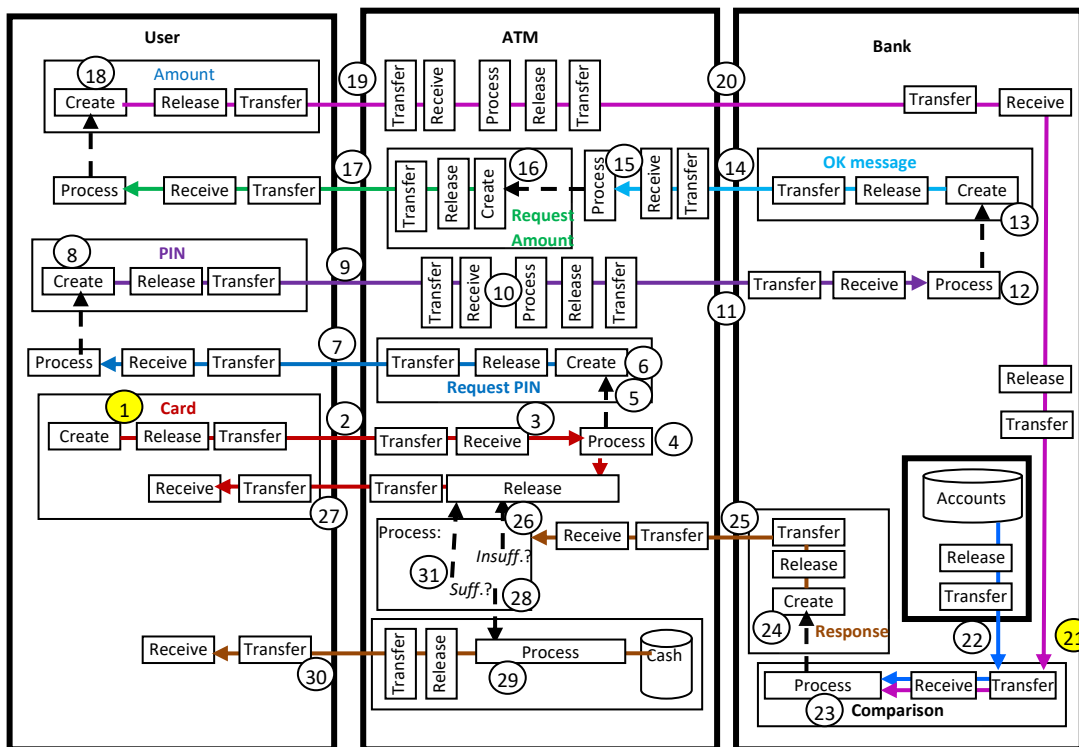 User
ATM
Bank
18
Amount
Create
Release
Transfer
19
Transfer
Receive
Process
Release
Transfer
20
Transfer
Receive
Process
Receive
Transfer
17
Transfer
Release
Create
16
Request
Amount
Process
15
Receive
Transfer
14
OK message
Transfer
Release
Create
13
8
PIN
Create
Release
Transfer
9
Transfer
Receive
10
Process
Release
Transfer
11
Transfer
Receive
Process
12
Process
Receive
Transfer
7
Transfer
Release
Create
6
Request PIN
5
1
Card
Create
Release
Transfer
2
Transfer
Receive
3
Process
4
Release
Transfer
Receive
Transfer
27
Transfer
Release
26
Process:
Insuff.?
31
Suff.?
28
Receive
Transfer
25
Transfer
Release
Create
24
Response
Accounts
Release
Transfer
22
21
Receive
Transfer
30
Transfer
Release
Process
29
Cash
Process
Receive
Transfer
23
Comparison